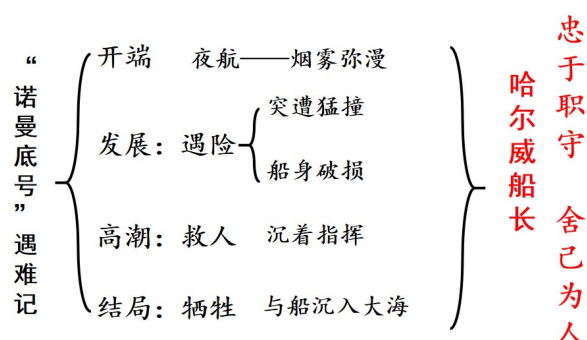 “诺曼底号”遇难记
开端 夜航——烟雾弥漫
发展：遇险
突遭猛撞
船身破损
高潮：救人 沉着指挥
结局：牺牲 与船沉入大海
哈尔威船长
忠于职守 舍己为人